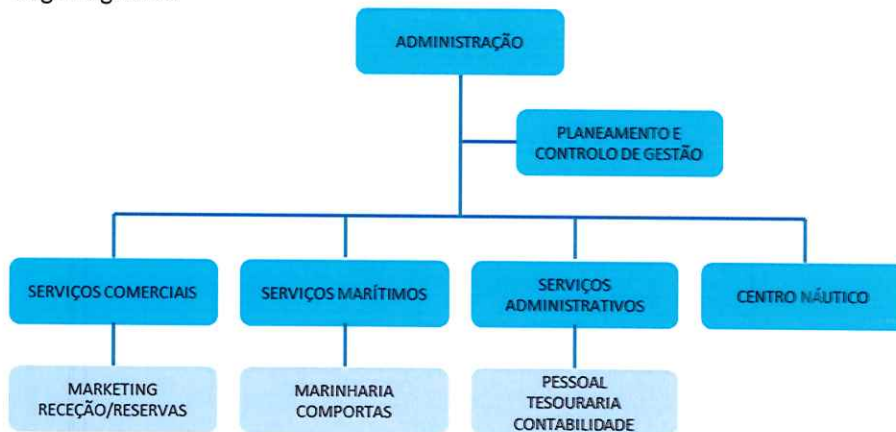 ADMINISTRAÇÃO
PLANEAMENTO E
CONTROLO DE GESTÃO
SERVIÇOS COMERCIAIS
SERVIÇOS MARÍTIMOS
SERVIÇOS
ADMINISTRATIVOS
CENTRO NÁUTICO
MARKETING
RECEÇÃO/RESERVAS
MARINHARIA
COMPORTAS
PESSOAL
TESOURARIA
CONTABILIDADE